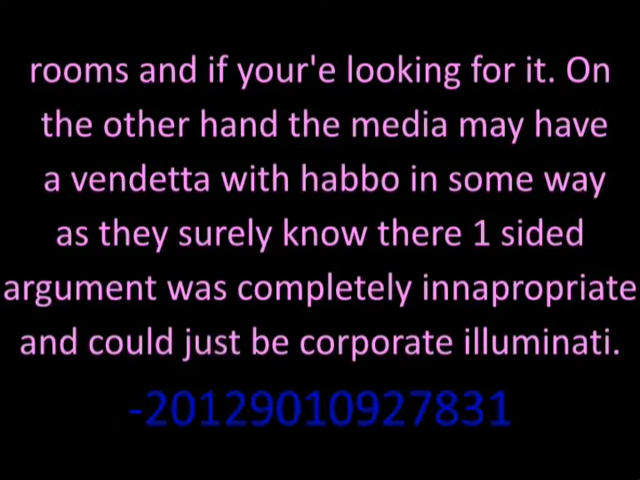 rooms and if your'e looking for it. On
the other hand the media may have
a vendetta with habbo in some way
as they surely know there 1 sided
argument was completely innapropriate
and could just be corporate illuminati.
-20129010927831